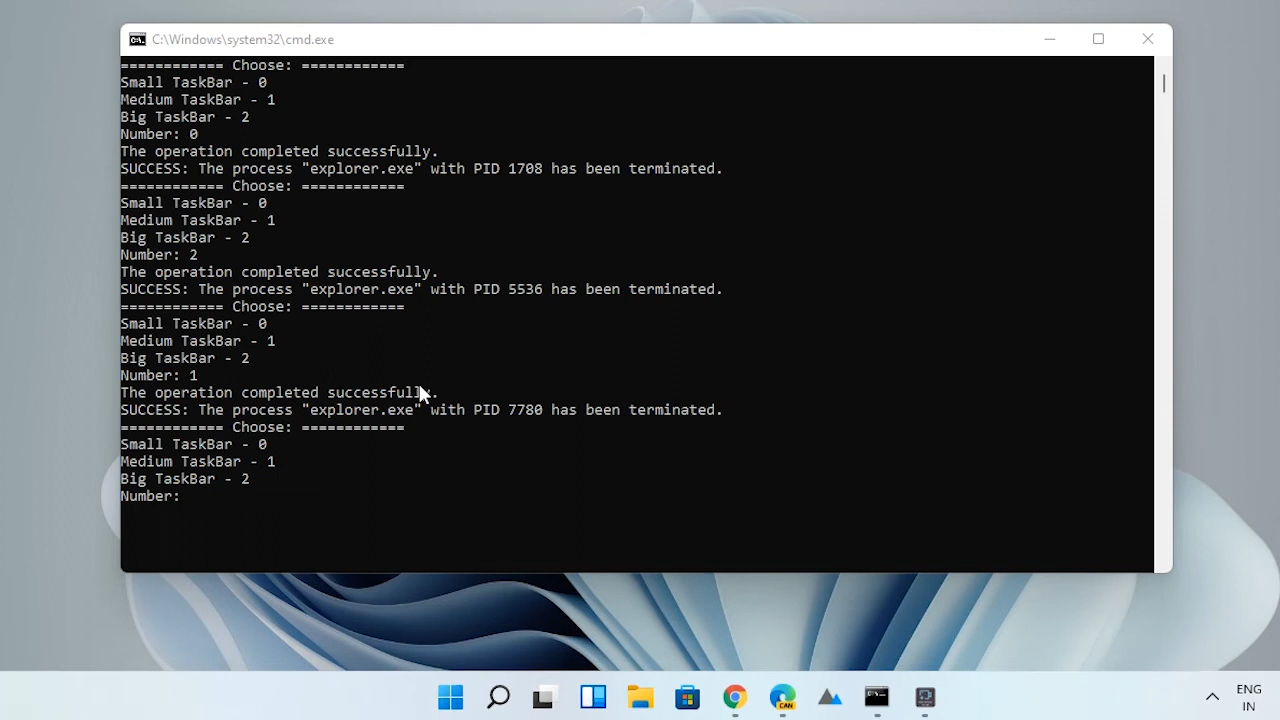 C:\Windows\system32\cmd.exe
============ Choose: ============
Small TaskBar - 0
Medium TaskBar - 1
Big TaskBar - 2
Number: 0
The operation completed successfully.
SUCCESS: The process "explorer.exe" with PID 1708 has been terminated.
============ Choose: ============
Small TaskBar - 0
Medium TaskBar - 1
Big TaskBar - 2
Number: 2
The operation completed successfully.
SUCCESS: The process "explorer.exe" with PID 5536 has been terminated.
============ Choose: ============
Small TaskBar - 0
Medium TaskBar - 1
Big TaskBar - 2
Number: 1
The operation completed successfully.
SUCCESS: The process "explorer.exe" with PID 7780 has been terminated.
============ Choose: ============
Small TaskBar - 0
Medium TaskBar - 1
Big TaskBar - 2
Number:
CAN
ENG
IN